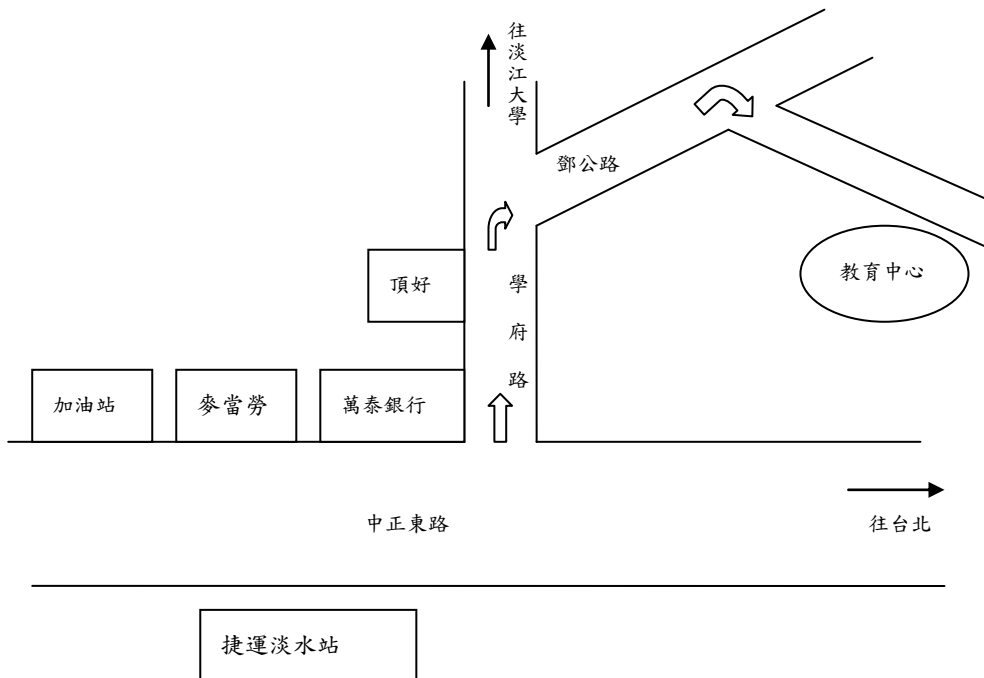 往淡江大學
鄧公路
教育中心
頂好
學府路
加油站
麥當勞
萬泰銀行
中正東路
往台北
捷運淡水站